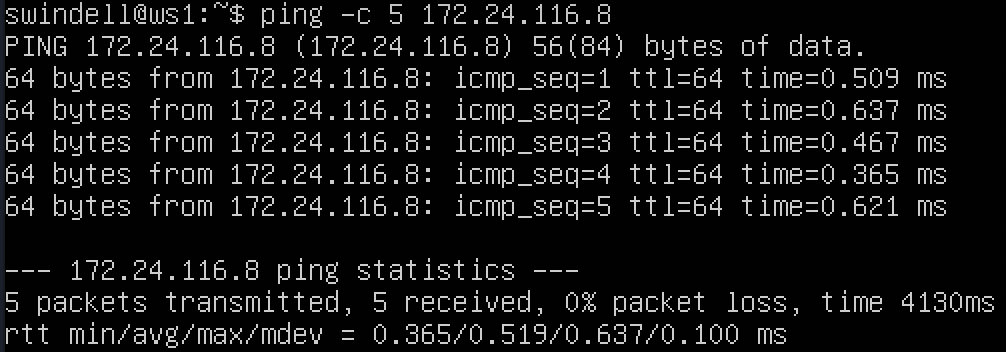 swindell@ws1:~$ ping -c 5 172.24.116.8
PING 172.24.116.8 (172.24.116.8) 56(84) bytes of data.
64 bytes from 172.24.116.8: icmp_seq=1 ttl=64 time=0.509 ms
64 bytes from 172.24.116.8: icmp_seq=2 ttl=64 time=0.637 ms
64 bytes from 172.24.116.8: icmp_seq=3 ttl=64 time=0.467 ms
64 bytes from 172.24.116.8: icmp_seq=4 ttl=64 time=0.365 ms
64 bytes from 172.24.116.8: icmp_seq=5 ttl=64 time=0.621 ms
--- 172.24.116.8 ping statistics ---
5 packets transmitted, 5 received, 0% packet loss, time 4130ms
rtt min/avg/max/mdev = 0.365/0.519/0.637/0.100 ms